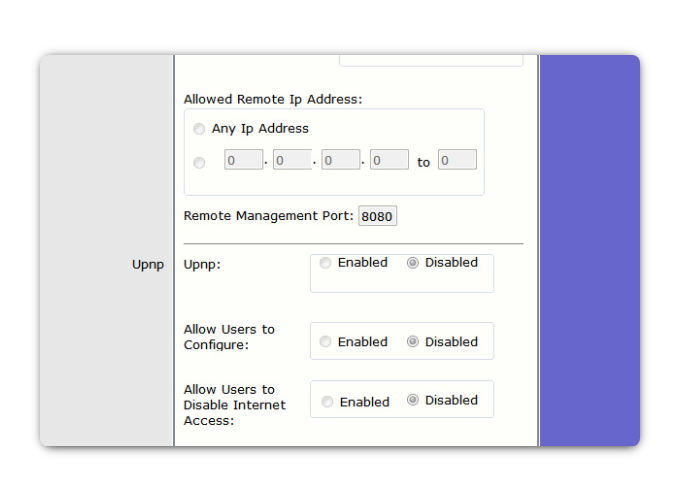 Allowed Remote Ip Address:
Any Ip Address
0 . 0 . 0 . 0 to 0
Remote Management Port: 8080
Upnp
Upnp: Enabled Disabled
Allow Users to
Configure: Enabled Disabled
Allow Users to
Disable Internet
Access: Enabled Disabled